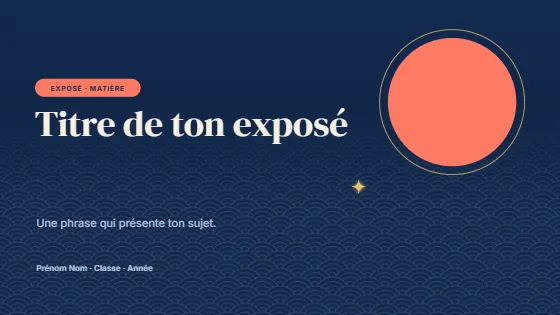 EXPOSÉ · MATIÈRE
Titre de ton exposé
Une phrase qui présente ton sujet.
Prénom Nom · Classe · Année